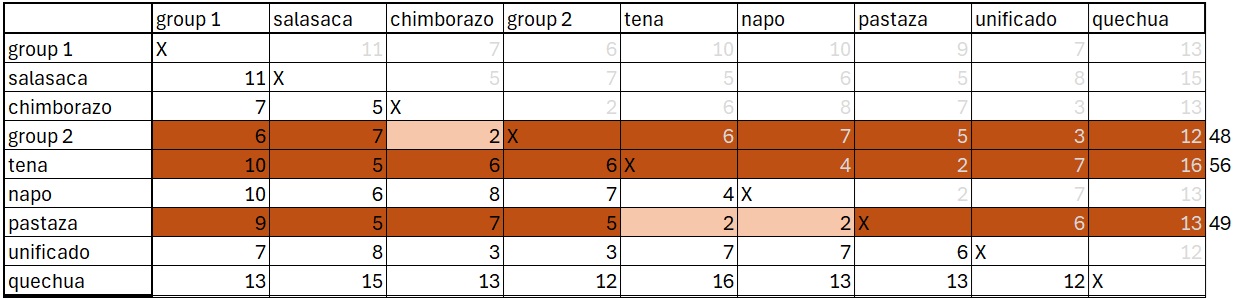 group 1 salasaca chimborazo group 2 tena napo pastaza unificado quechua
group 1 X 11 7 6 10 10 9 7 13
salasaca 11 X 5 7 5 6 5 8 15
chimborazo 7 5 X 2 6 8 7 3 13
group 2 6 7 2 X 6 7 5 3 12 48
tena 10 5 6 6 X 4 2 7 16 56
napo 10 6 8 7 4 X 2 7 13
pastaza 9 5 7 5 2 2 X 6 13 49
unificado 7 8 3 3 7 7 6 X 12
quechua 13 15 13 12 16 13 13 12 X